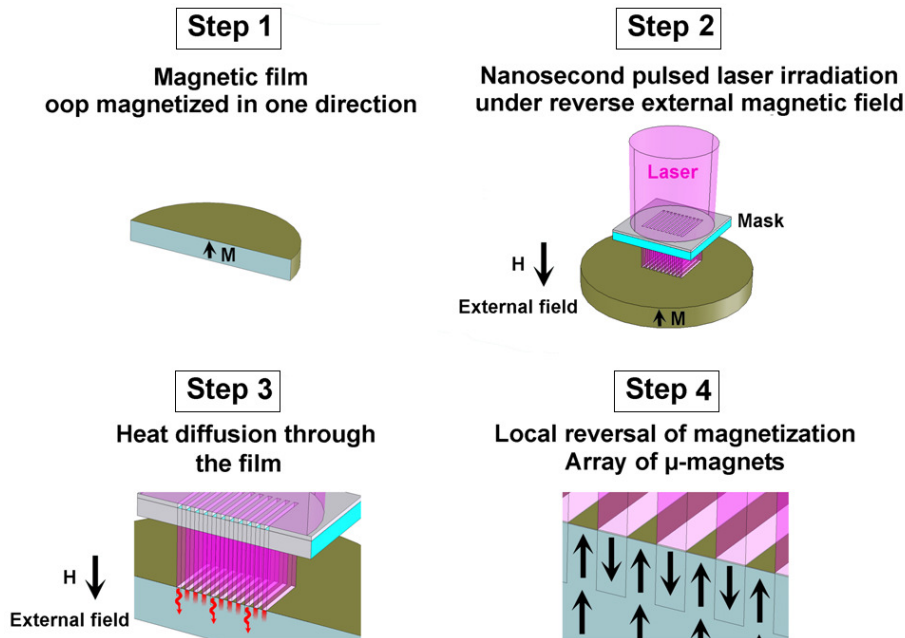 Step 1
Magnetic film
oop magnetized in one direction
M
Step 2
Nanosecond pulsed laser irradiation
under reverse external magnetic field
Laser
Mask
H
External field
M
Step 3
Heat diffusion through
the film
H
External field
Step 4
Local reversal of magnetization
Array of μ-magnets